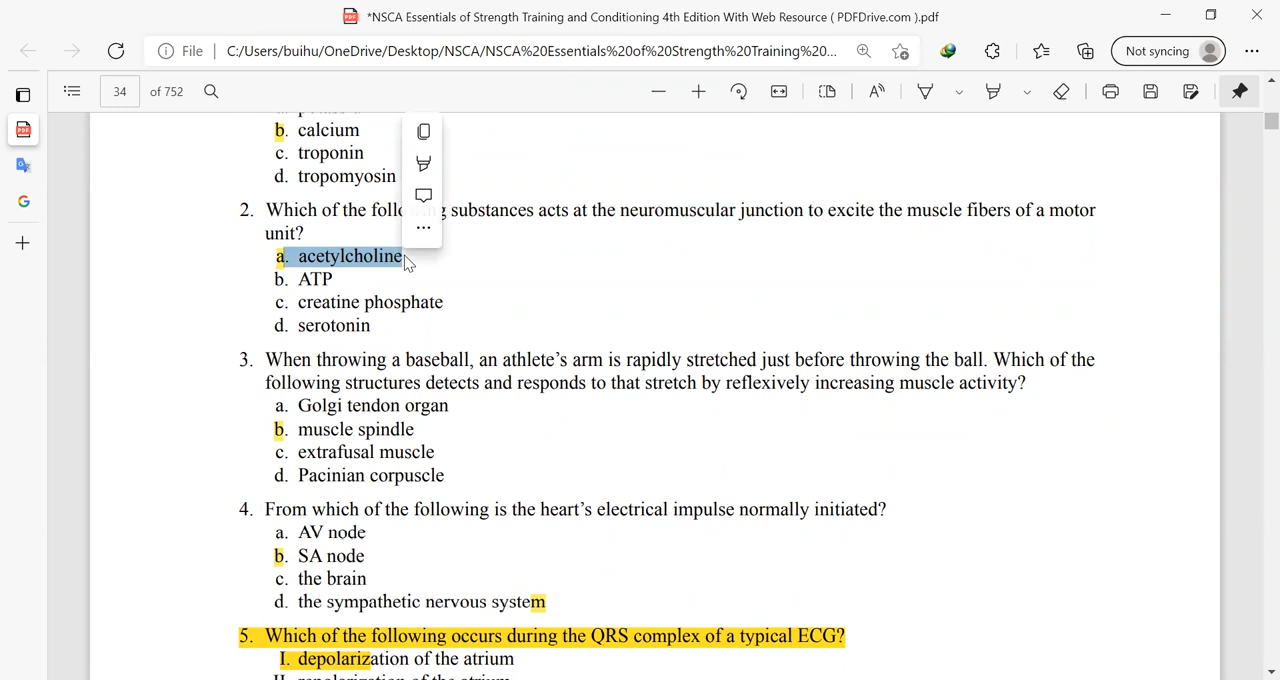 *NSCA Essentials of Strength Training and Conditioning 4th Edition With Web Resource ( PDFDrive.com ).pdf
File | C:/Users/buihu/OneDrive/Desktop/NSCA/NSCA%20Essentials%20of%20Strength%20Training%20... Not syncing
34 of 752
b. calcium
c. troponin
d. tropomyosin
2. Which of the follo g substances acts at the neuromuscular junction to excite the muscle fibers of a motor
unit?
a. acetylcholine
b. ATP
c. creatine phosphate
d. serotonin
3. When throwing a baseball, an athlete’s arm is rapidly stretched just before throwing the ball. Which of the
following structures detects and responds to that stretch by reflexively increasing muscle activity?
a. Golgi tendon organ
b. muscle spindle
c. extrafusal muscle
d. Pacinian corpuscle
4. From which of the following is the heart’s electrical impulse normally initiated?
a. AV node
b. SA node
c. the brain
d. the sympathetic nervous system
5. Which of the following occurs during the QRS complex of a typical ECG?
I. depolarization of the atrium